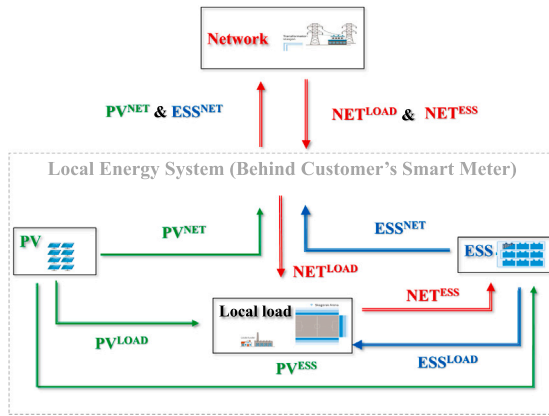 Network
PV^NET & ESS^NET
NET^LOAD & NET^ESS
Local Energy System (Behind Customer's Smart Meter)
PV
PV^NET
ESS^NET
ESS
NET^LOAD
NET^ESS
Local load
PV^LOAD
ESS^LOAD
PV^ESS